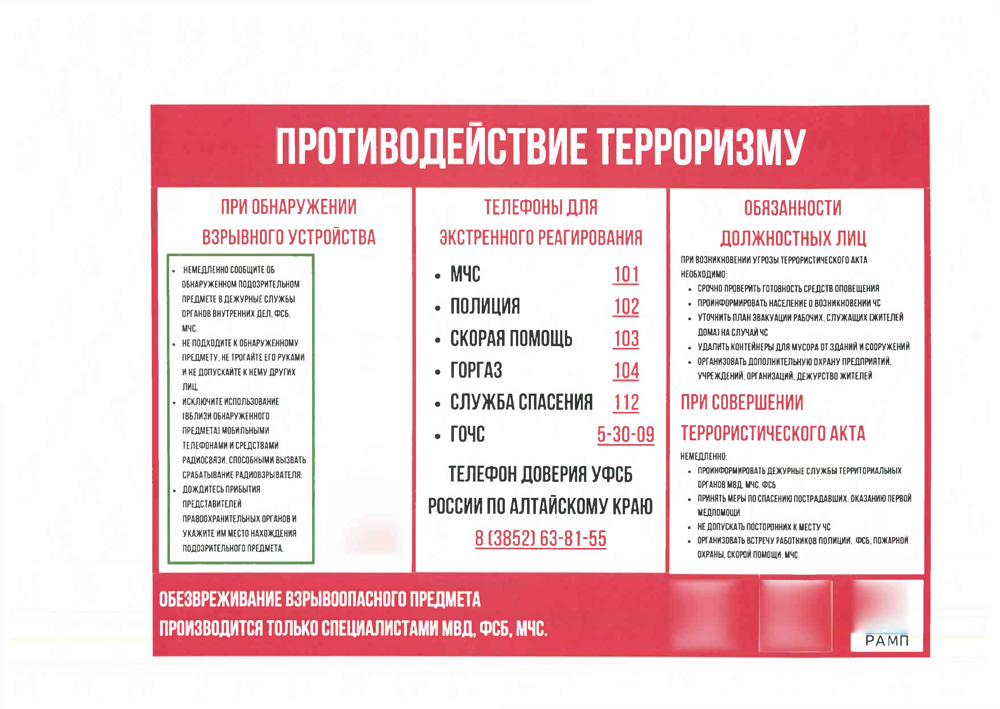 ПРОТИВОДЕЙСТВИЕ ТЕРРОРИЗМУ
ПРИ ОБНАРУЖЕНИИ
ВЗРЫВНОГО УСТРОЙСТВА
• НЕМЕДЛЕННО СООБЩИТЕ ОБ
ОБНАРУЖЕННОМ ПОДОЗРИТЕЛЬНОМ
ПРЕДМЕТЕ В ДЕЖУРНЫЕ СЛУЖБЫ
ОРГАНОВ ВНУТРЕННИХ ДЕЛ, ФСБ,
МЧС.
• НЕ ПОДХОДИТЕ К ОБНАРУЖЕННОМУ
ПРЕДМЕТУ, НЕ ТРОГАЙТЕ ЕГО РУКАМИ
И НЕ ДОПУСКАЙТЕ К НЕМУ ДРУГИХ
ЛИЦ.
• ИСКЛЮЧИТЕ ИСПОЛЬЗОВАНИЕ
(ВБЛИЗИ ОБНАРУЖЕННОГО
ПРЕДМЕТА) МОБИЛЬНЫМИ
ТЕЛЕФОНАМИ И СРЕДСТВАМИ
РАДИОСВЯЗИ, СПОСОБНЫМИ ВЫЗВАТЬ
СРАБАТЫВАНИЕ РАДИОВЗРЫВАТЕЛЯ.
• ДОЖДИТЕСЬ ПРИБЫТИЯ
ПРЕДСТАВИТЕЛЕЙ
ПРАВООХРАНИТЕЛЬНЫХ ОРГАНОВ И
УКАЖИТЕ ИМ МЕСТО НАХОЖДЕНИЯ
ПОДОЗРИТЕЛЬНОГО ПРЕДМЕТА.
ТЕЛЕФОНЫ ДЛЯ
ЭКСТРЕННОГО РЕАГИРОВАНИЯ
• МЧС 101
• ПОЛИЦИЯ 102
• СКОРАЯ ПОМОЩЬ 103
• ГОРГАЗ 104
• СЛУЖБА СПАСЕНИЯ 112
• ГОЧС 5-30-09
ТЕЛЕФОН ДОВЕРИЯ УФСБ
РОССИИ ПО АЛТАЙСКОМУ КРАЮ
8 (3852) 63-81-55
ОБЯЗАННОСТИ
ДОЛЖНОСТНЫХ ЛИЦ
ПРИ ВОЗНИКНОВЕНИИ УГРОЗЫ ТЕРРОРИСТИЧЕСКОГО АКТА
НЕОБХОДИМО:
• СРОЧНО ПРОВЕРИТЬ ГОТОВНОСТЬ СРЕДСТВ ОПОВЕЩЕНИЯ
• ПРОИНФОРМИРОВАТЬ НАСЕЛЕНИЕ О ВОЗНИКНОВЕНИИ ЧС
• УТОЧНИТЬ ПЛАН ЭВАКУАЦИИ РАБОЧИХ, СЛУЖАЩИХ (ЖИТЕЛЕЙ
ДОМА) НА СЛУЧАЙ ЧС
• УДАЛИТЬ КОНТЕЙНЕРЫ ДЛЯ МУСОРА ОТ ЗДАНИЙ И СООРУЖЕНИЙ
• ОРГАНИЗОВАТЬ ДОПОЛНИТЕЛЬНУЮ ОХРАНУ ПРЕДПРИЯТИЙ,
УЧРЕЖДЕНИЙ, ОРГАНИЗАЦИЙ, ДЕЖУРСТВО ЖИТЕЛЕЙ
ПРИ СОВЕРШЕНИИ
ТЕРРОРИСТИЧЕСКОГО АКТА
НЕМЕДЛЕННО:
• ПРОИНФОРМИРОВАТЬ ДЕЖУРНЫЕ СЛУЖБЫ ТЕРРИТОРИАЛЬНЫХ
ОРГАНОВ МВД, МЧС, ФСБ
• ПРИНЯТЬ МЕРЫ ПО СПАСЕНИЮ ПОСТРАДАВШИХ, ОКАЗАНИЮ ПЕРВОЙ
МЕДПОМОЩИ
• НЕ ДОПУСКАТЬ ПОСТОРОННИХ К МЕСТУ ЧС
• ОРГАНИЗОВАТЬ ВСТРЕЧУ РАБОТНИКОВ ПОЛИЦИИ, ФСБ, ПОЖАРНОЙ
ОХРАНЫ, СКОРОЙ ПОМОЩИ, МЧС
ОБЕЗВРЕЖИВАНИЕ ВЗРЫВООПАСНОГО ПРЕДМЕТА
ПРОИЗВОДИТСЯ ТОЛЬКО СПЕЦИАЛИСТАМИ МВД, ФСБ, МЧС.
РАМП